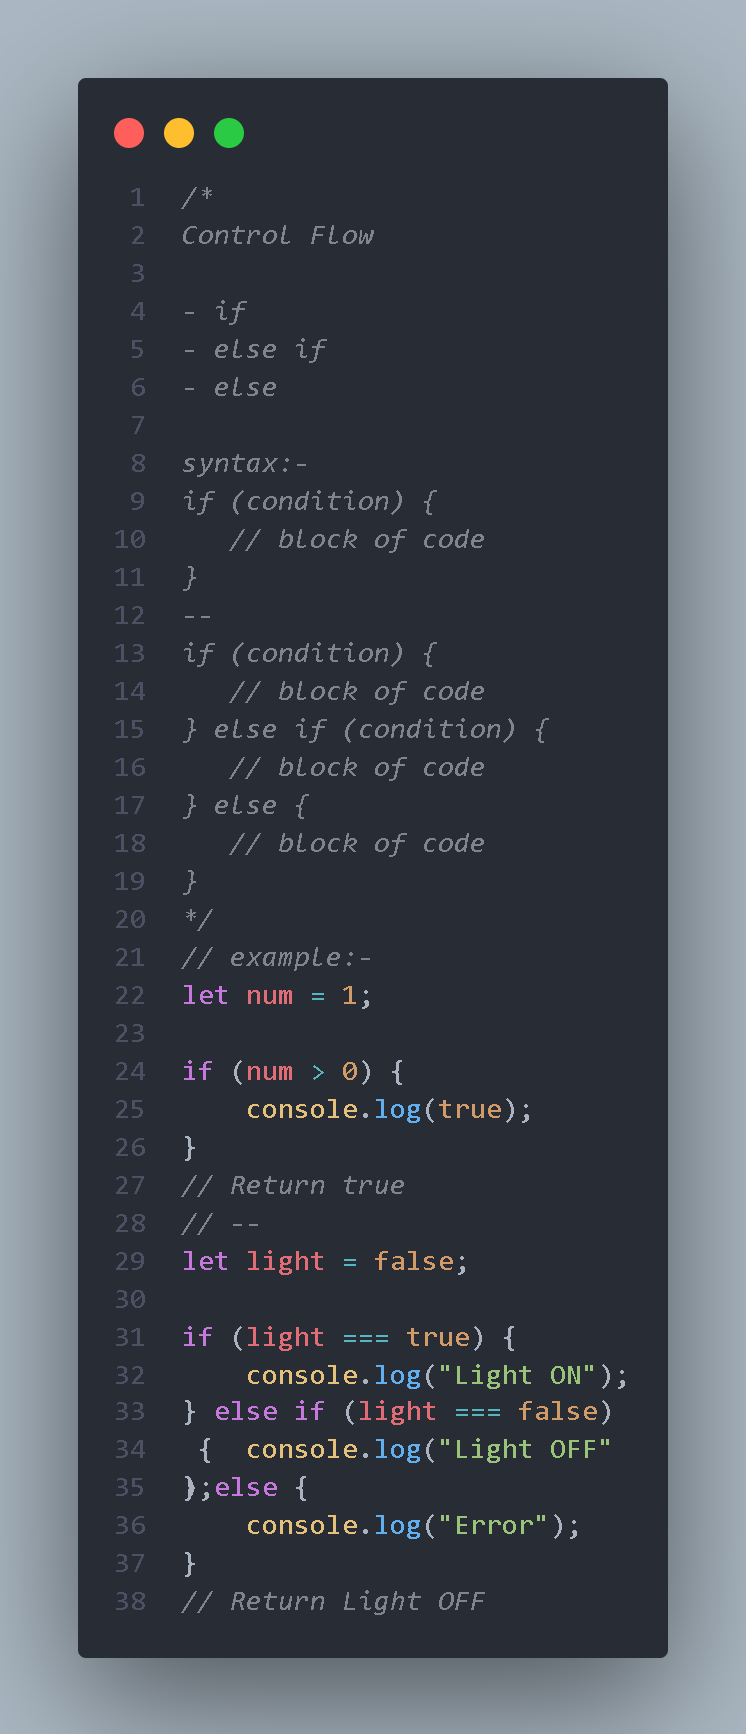 1 /*
2 Control Flow
3
4 - if
5 - else if
6 - else
7
8 syntax:-
9 if (condition) {
10    // block of code
11 }
12 --
13 if (condition) {
14    // block of code
15 } else if (condition) {
16    // block of code
17 } else {
18    // block of code
19 }
20 */
21 // example:-
22 let num = 1;
23
24 if (num > 0) {
25     console.log(true);
26 }
27 // Return true
28 // --
29 let light = false;
30
31 if (light === true) {
32     console.log("Light ON");
33 } else if (light === false)
34  {  console.log("Light OFF"
35 );else {
36     console.log("Error");
37 }
38 // Return Light OFF